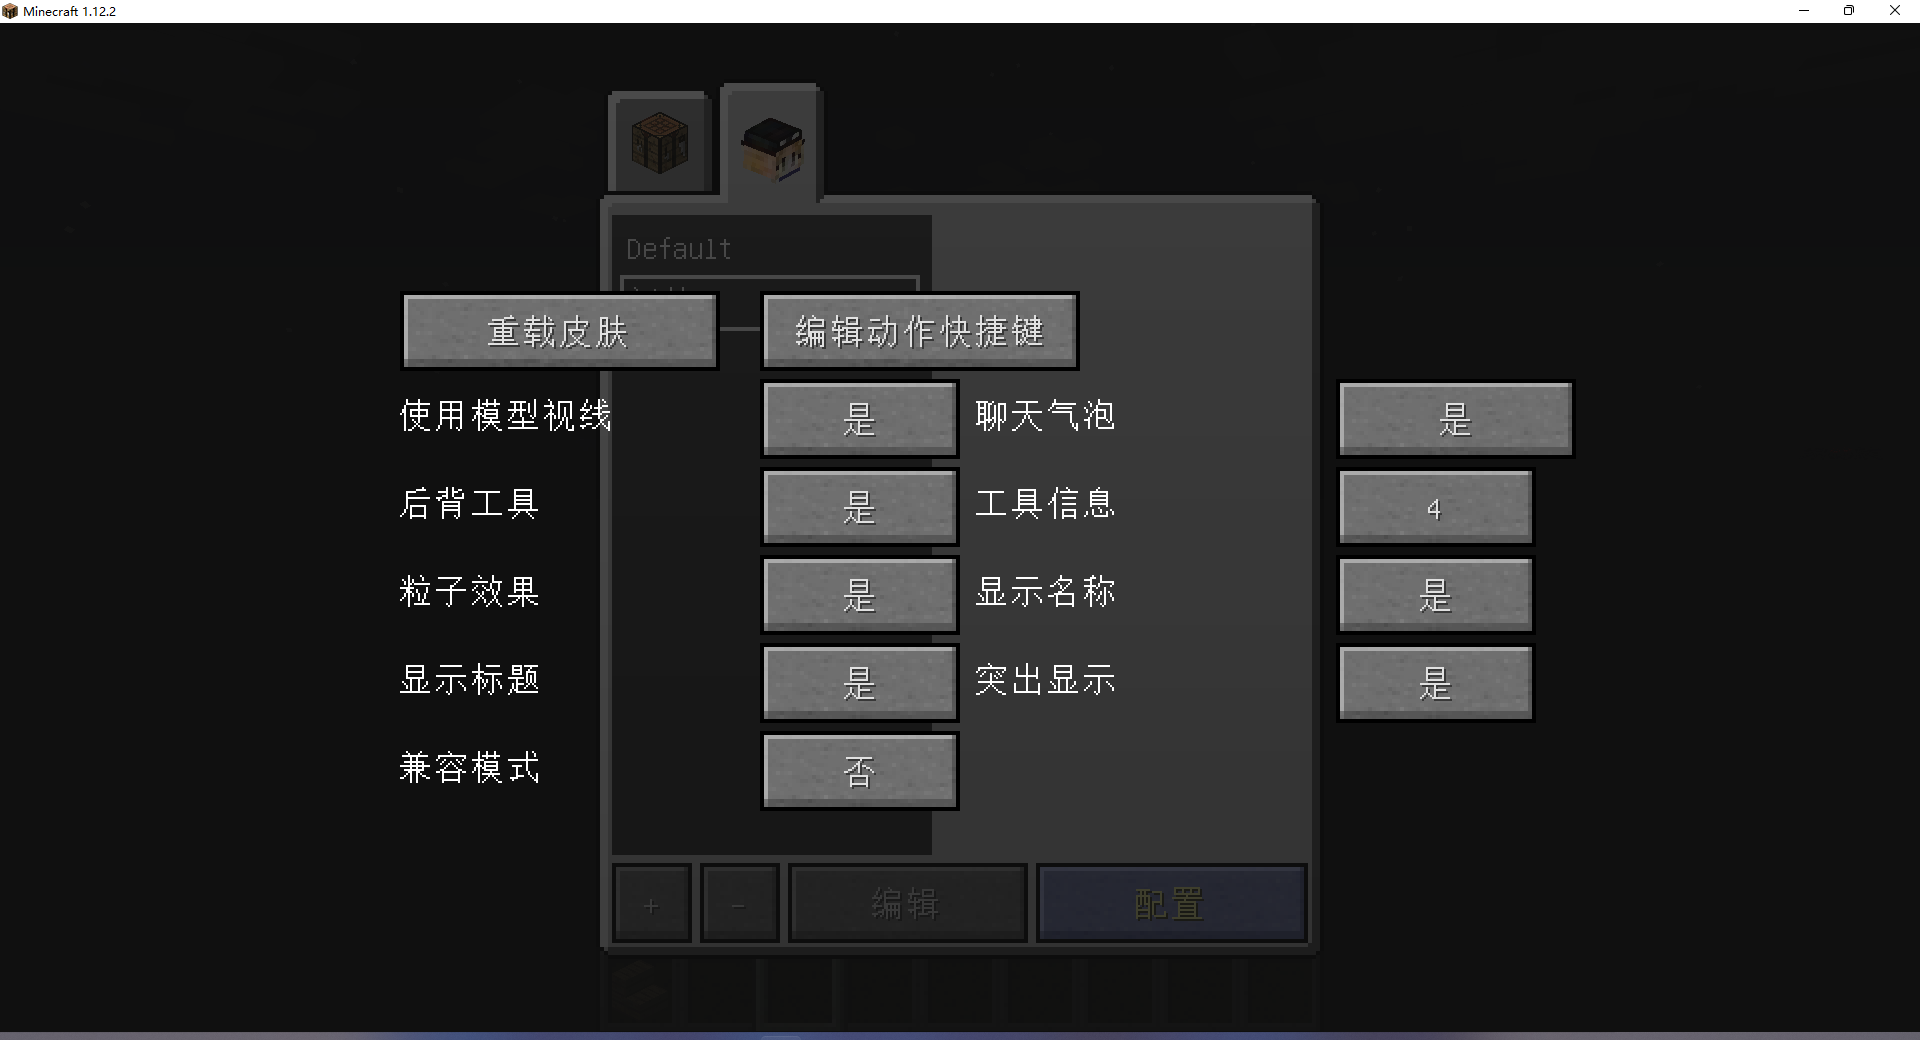 Minecraft 1.12.2
Default
重载皮肤 编辑动作快捷键
使用模型视线 是 聊天气泡 是
后背工具 是 工具信息 4
粒子效果 是 显示名称 是
显示标题 是 突出显示 是
兼容模式 否
+ - 编辑 配置